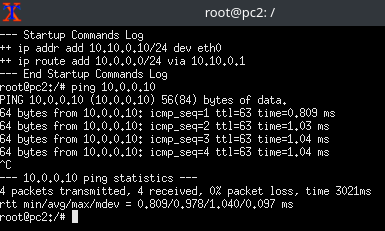 root@pc2: /
--- Startup Commands Log
++ ip addr add 10.10.0.10/24 dev eth0
++ ip route add 10.0.0.0/24 via 10.10.0.1
--- End Startup Commands Log
root@pc2:/# ping 10.0.0.10
PING 10.0.0.10 (10.0.0.10) 56(84) bytes of data.
64 bytes from 10.0.0.10: icmp_seq=1 ttl=63 time=0.809 ms
64 bytes from 10.0.0.10: icmp_seq=2 ttl=63 time=1.03 ms
64 bytes from 10.0.0.10: icmp_seq=3 ttl=63 time=1.04 ms
64 bytes from 10.0.0.10: icmp_seq=4 ttl=63 time=1.04 ms
^C
--- 10.0.0.10 ping statistics ---
4 packets transmitted, 4 received, 0% packet loss, time 3021ms
rtt min/avg/max/mdev = 0.809/0.978/1.040/0.097 ms
root@pc2:/#